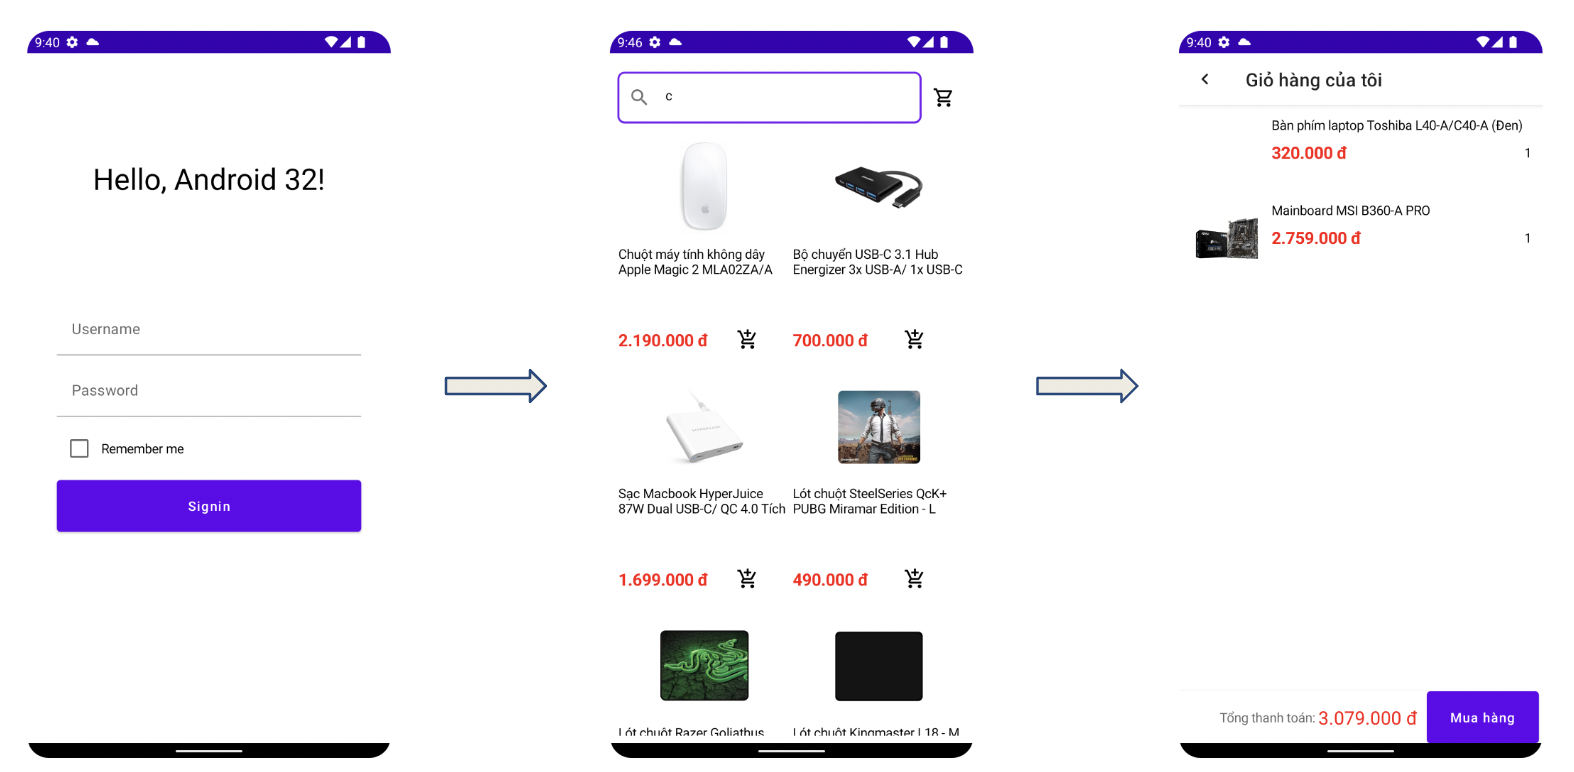 9:40
Hello, Android 32!
Username
Password
Remember me
Signin
9:46
c
Chuột máy tính không dây
Apple Magic 2 MLA02ZA/A
Bộ chuyển USB-C 3.1 Hub
Energizer 3x USB-A/ 1x USB-C
2.190.000 đ
700.000 đ
Sạc Macbook HyperJuice
87W Dual USB-C/ QC 4.0 Tích
Lót chuột SteelSeries QcK+
PUBG Miramar Edition - L
1.699.000 đ
490.000 đ
Lót chuột Razer Goliathus
Lót chuột Kingmaster L18 - M
9:40
Giỏ hàng của tôi
Bàn phím laptop Toshiba L40-A/C40-A (Đen)
320.000 đ
1
Mainboard MSI B360-A PRO
2.759.000 đ
1
Tổng thanh toán: 3.079.000 đ
Mua hàng